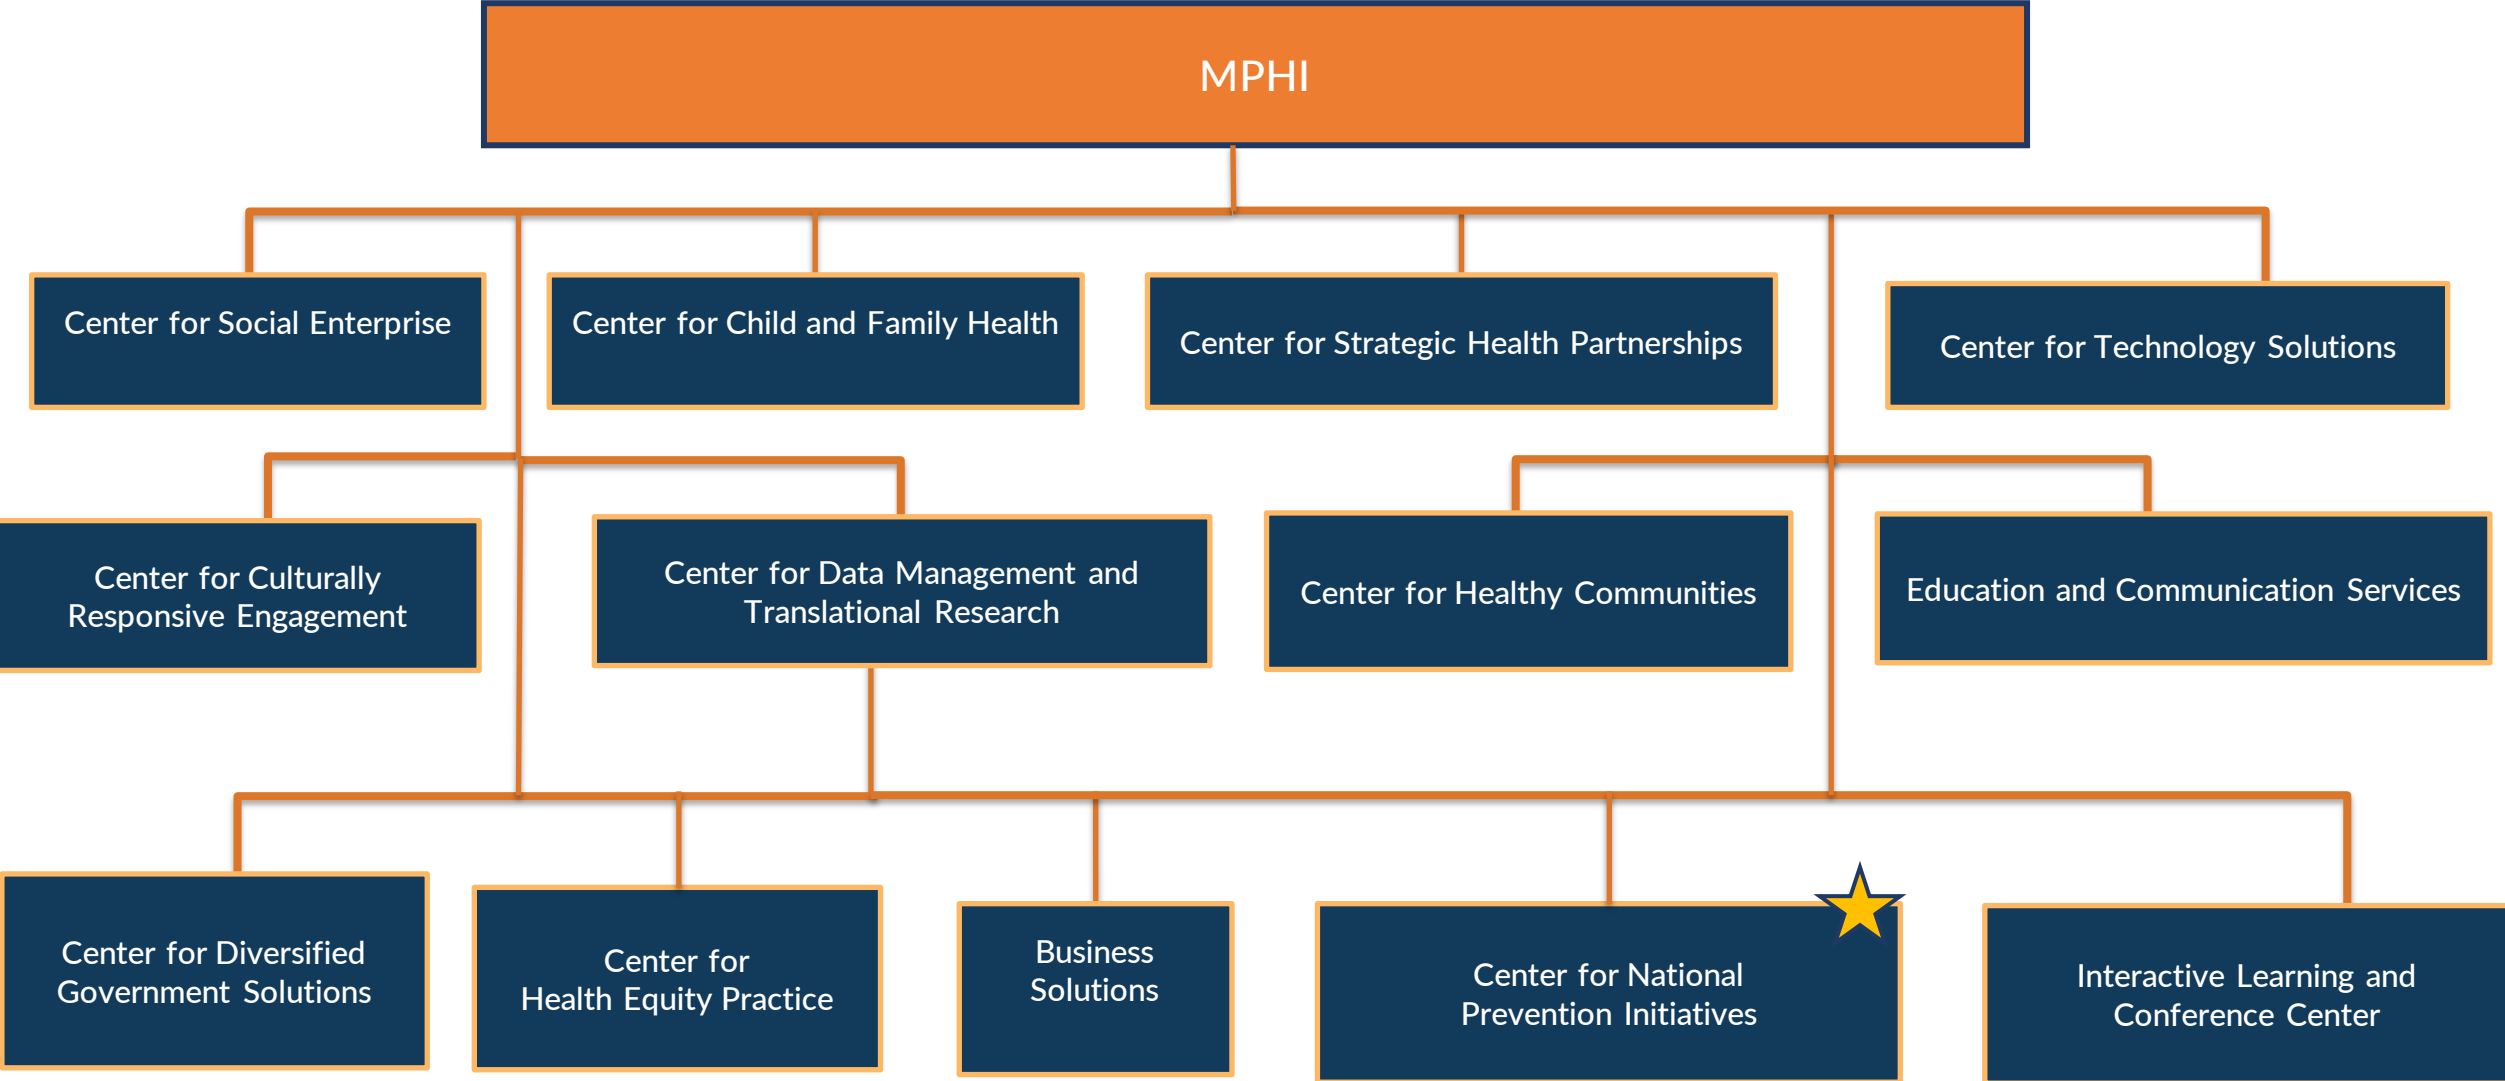 MPHI
Center for Social Enterprise
Center for Child and Family Health
Center for Strategic Health Partnerships
Center for Technology Solutions
Center for Culturally
Responsive Engagement
Center for Data Management and
Translational Research
Center for Healthy Communities
Education and Communication Services
Center for Diversified
Government Solutions
Center for
Health Equity Practice
Business
Solutions
Center for National
Prevention Initiatives
Interactive Learning and
Conference Center